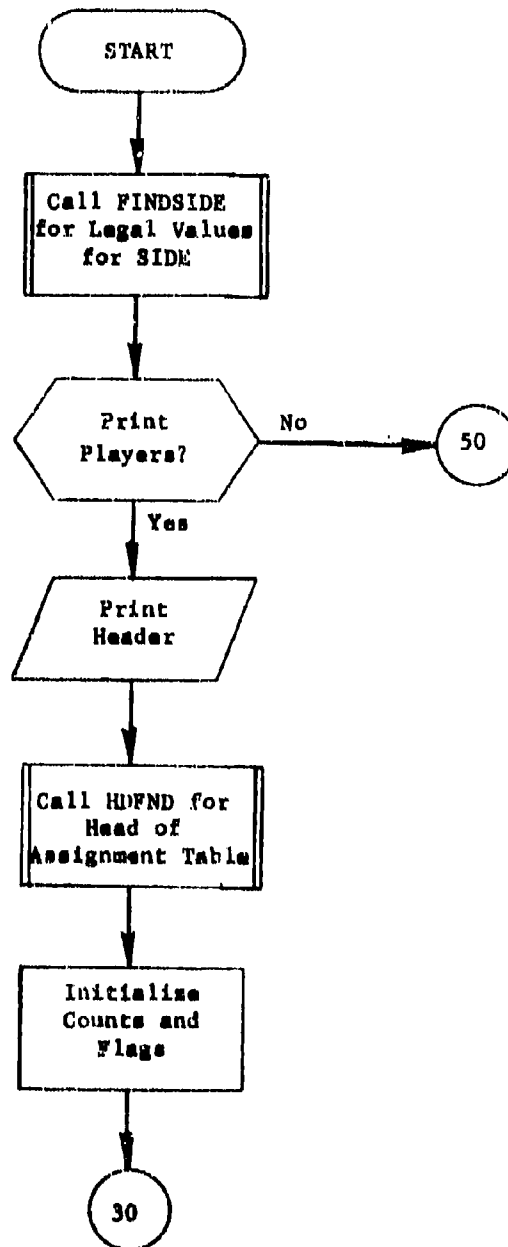 START
Call FINDSIDE
for Legal Values
for SIDE
Print
Players?
No
50
Yes
Print
Header
Call HDFND for
Head of
Assignment Table
Initialize
Counts and
Flags
30